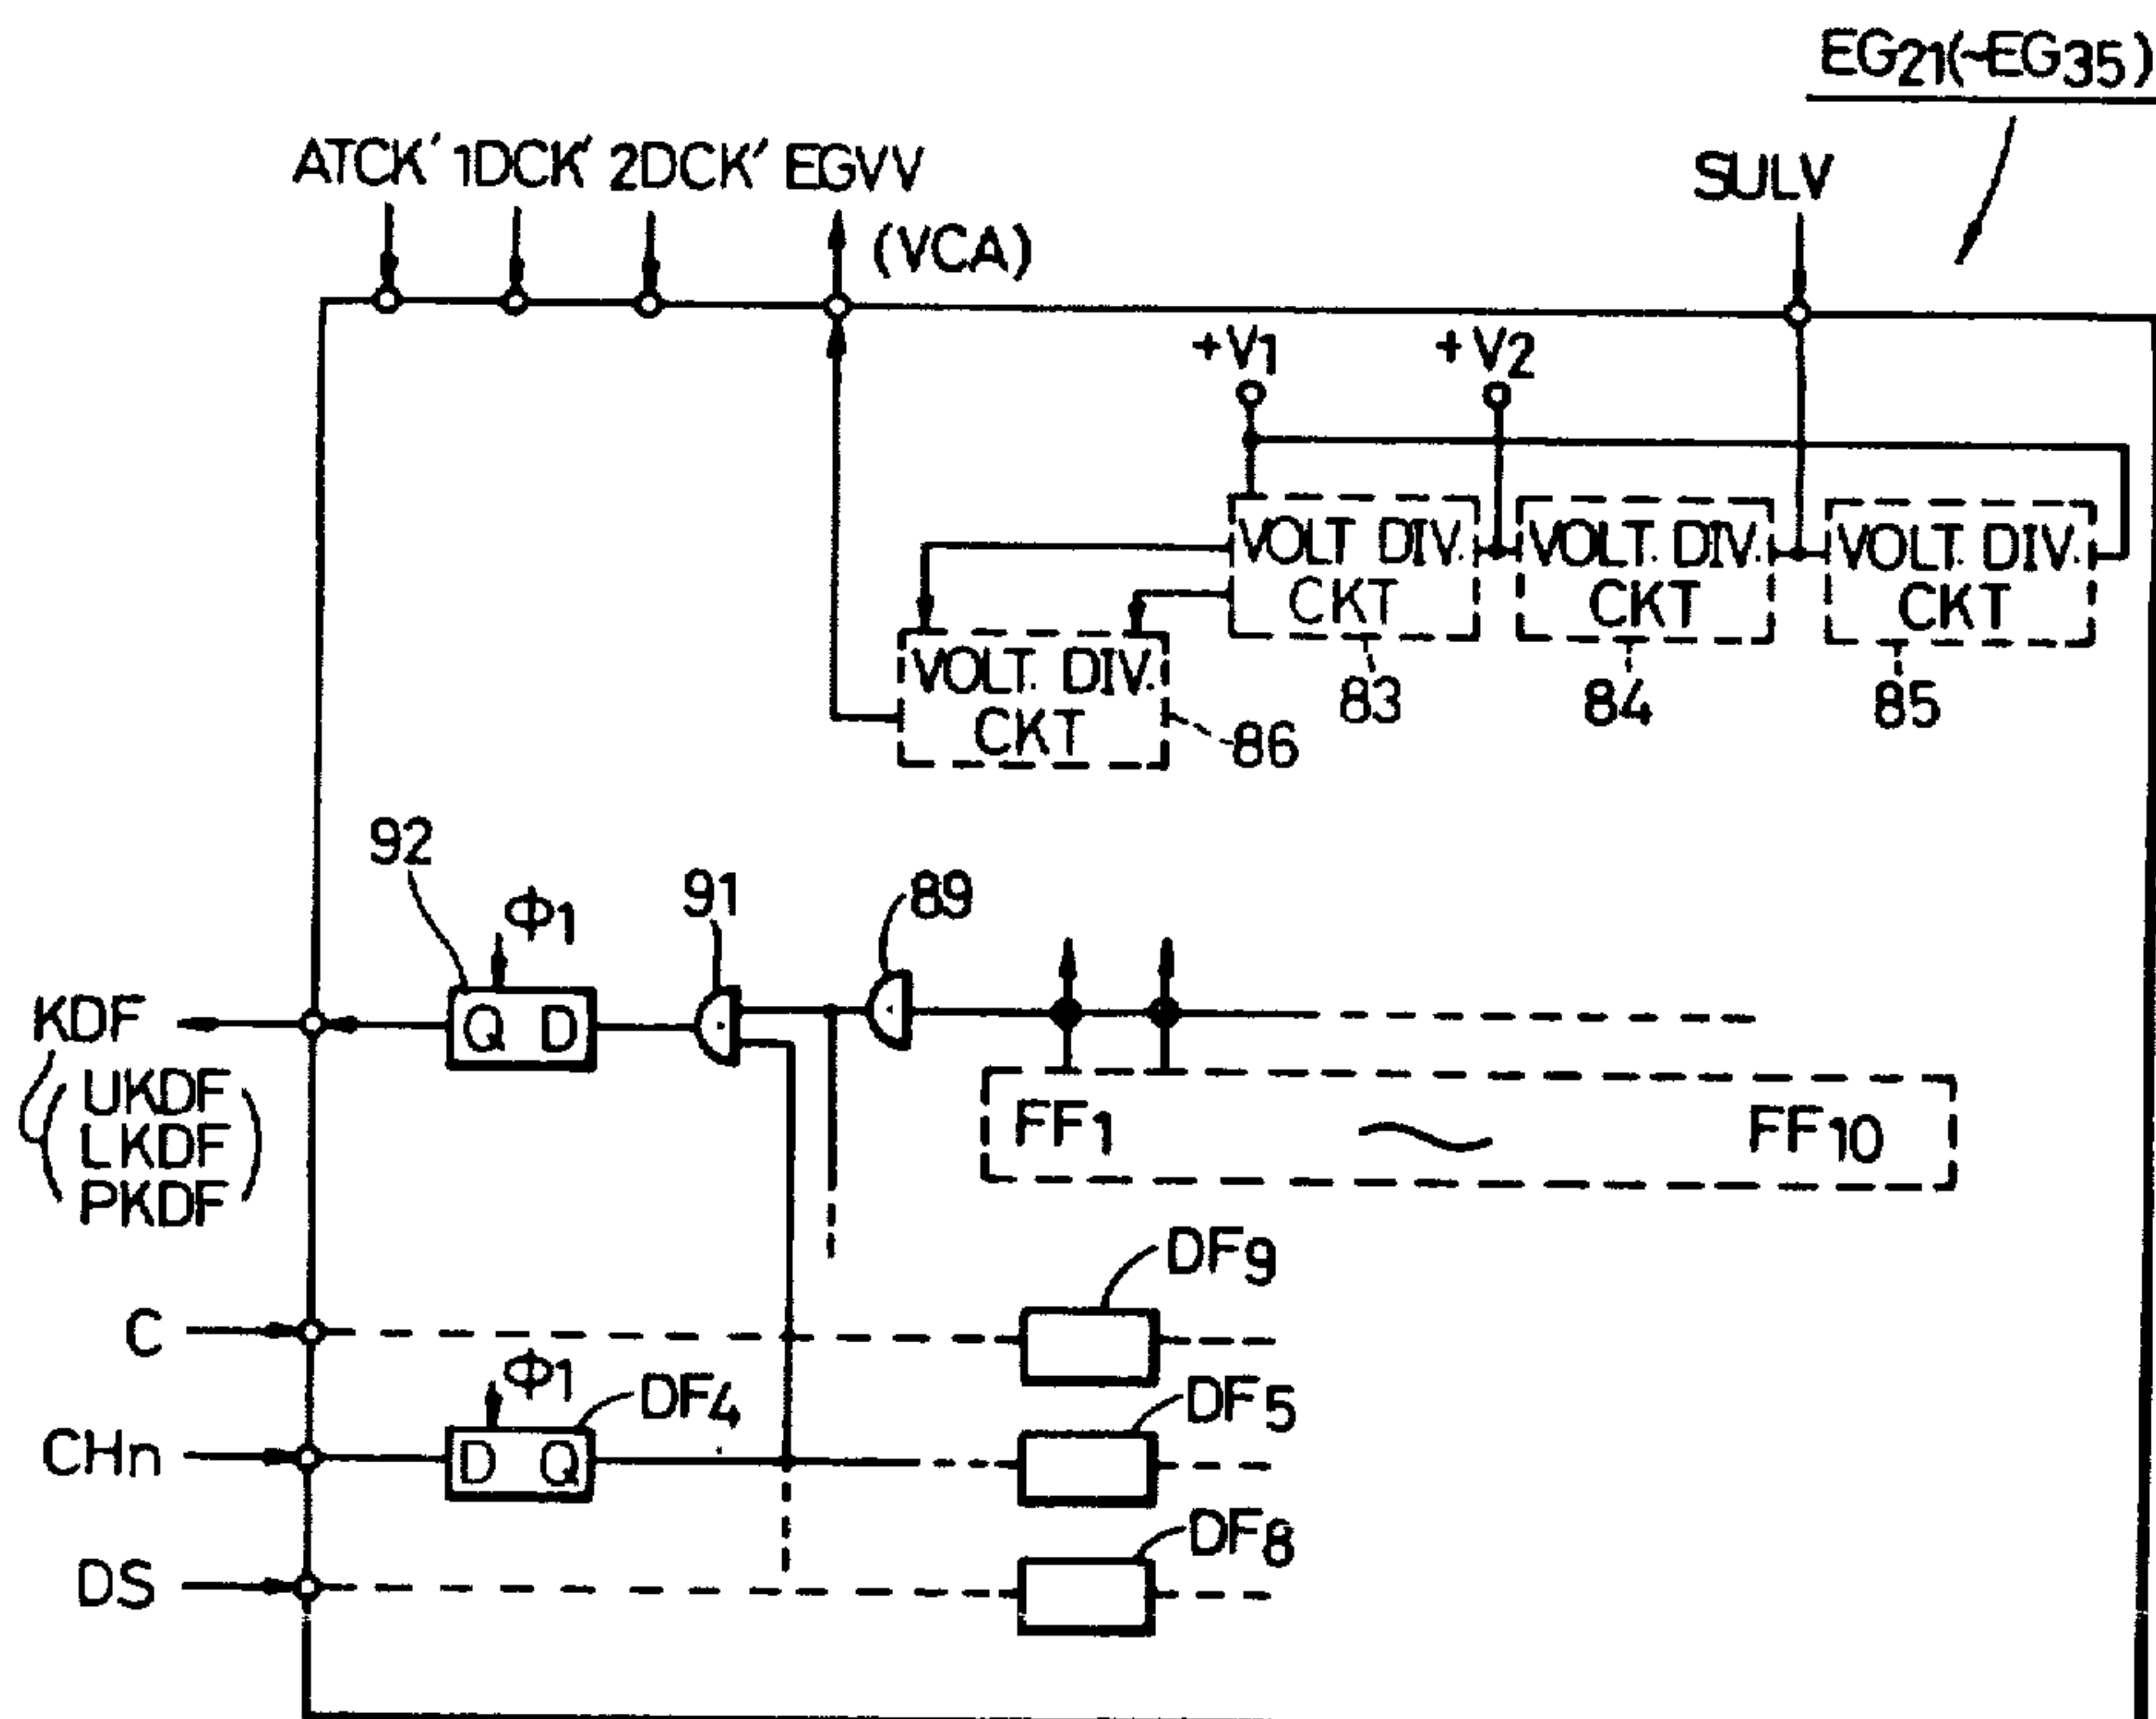 EG21(~EG35)
ATCK' 1DCK' 2DCK' EGVV
SULV
(VCA)
+V1 +V2
VOLT DIV. CKT
VOLT. DIV. CKT
VOLT. DIV. CKT
83
84
85
VOLT. DIV. CKT
86
92
Φ1
91
89
KDF
Q D
UKDF
LKDF
PKDF
FF1 ~ FF10
DF9
C
Φ1
DF4
DF5
CHn
D Q
DF8
DS